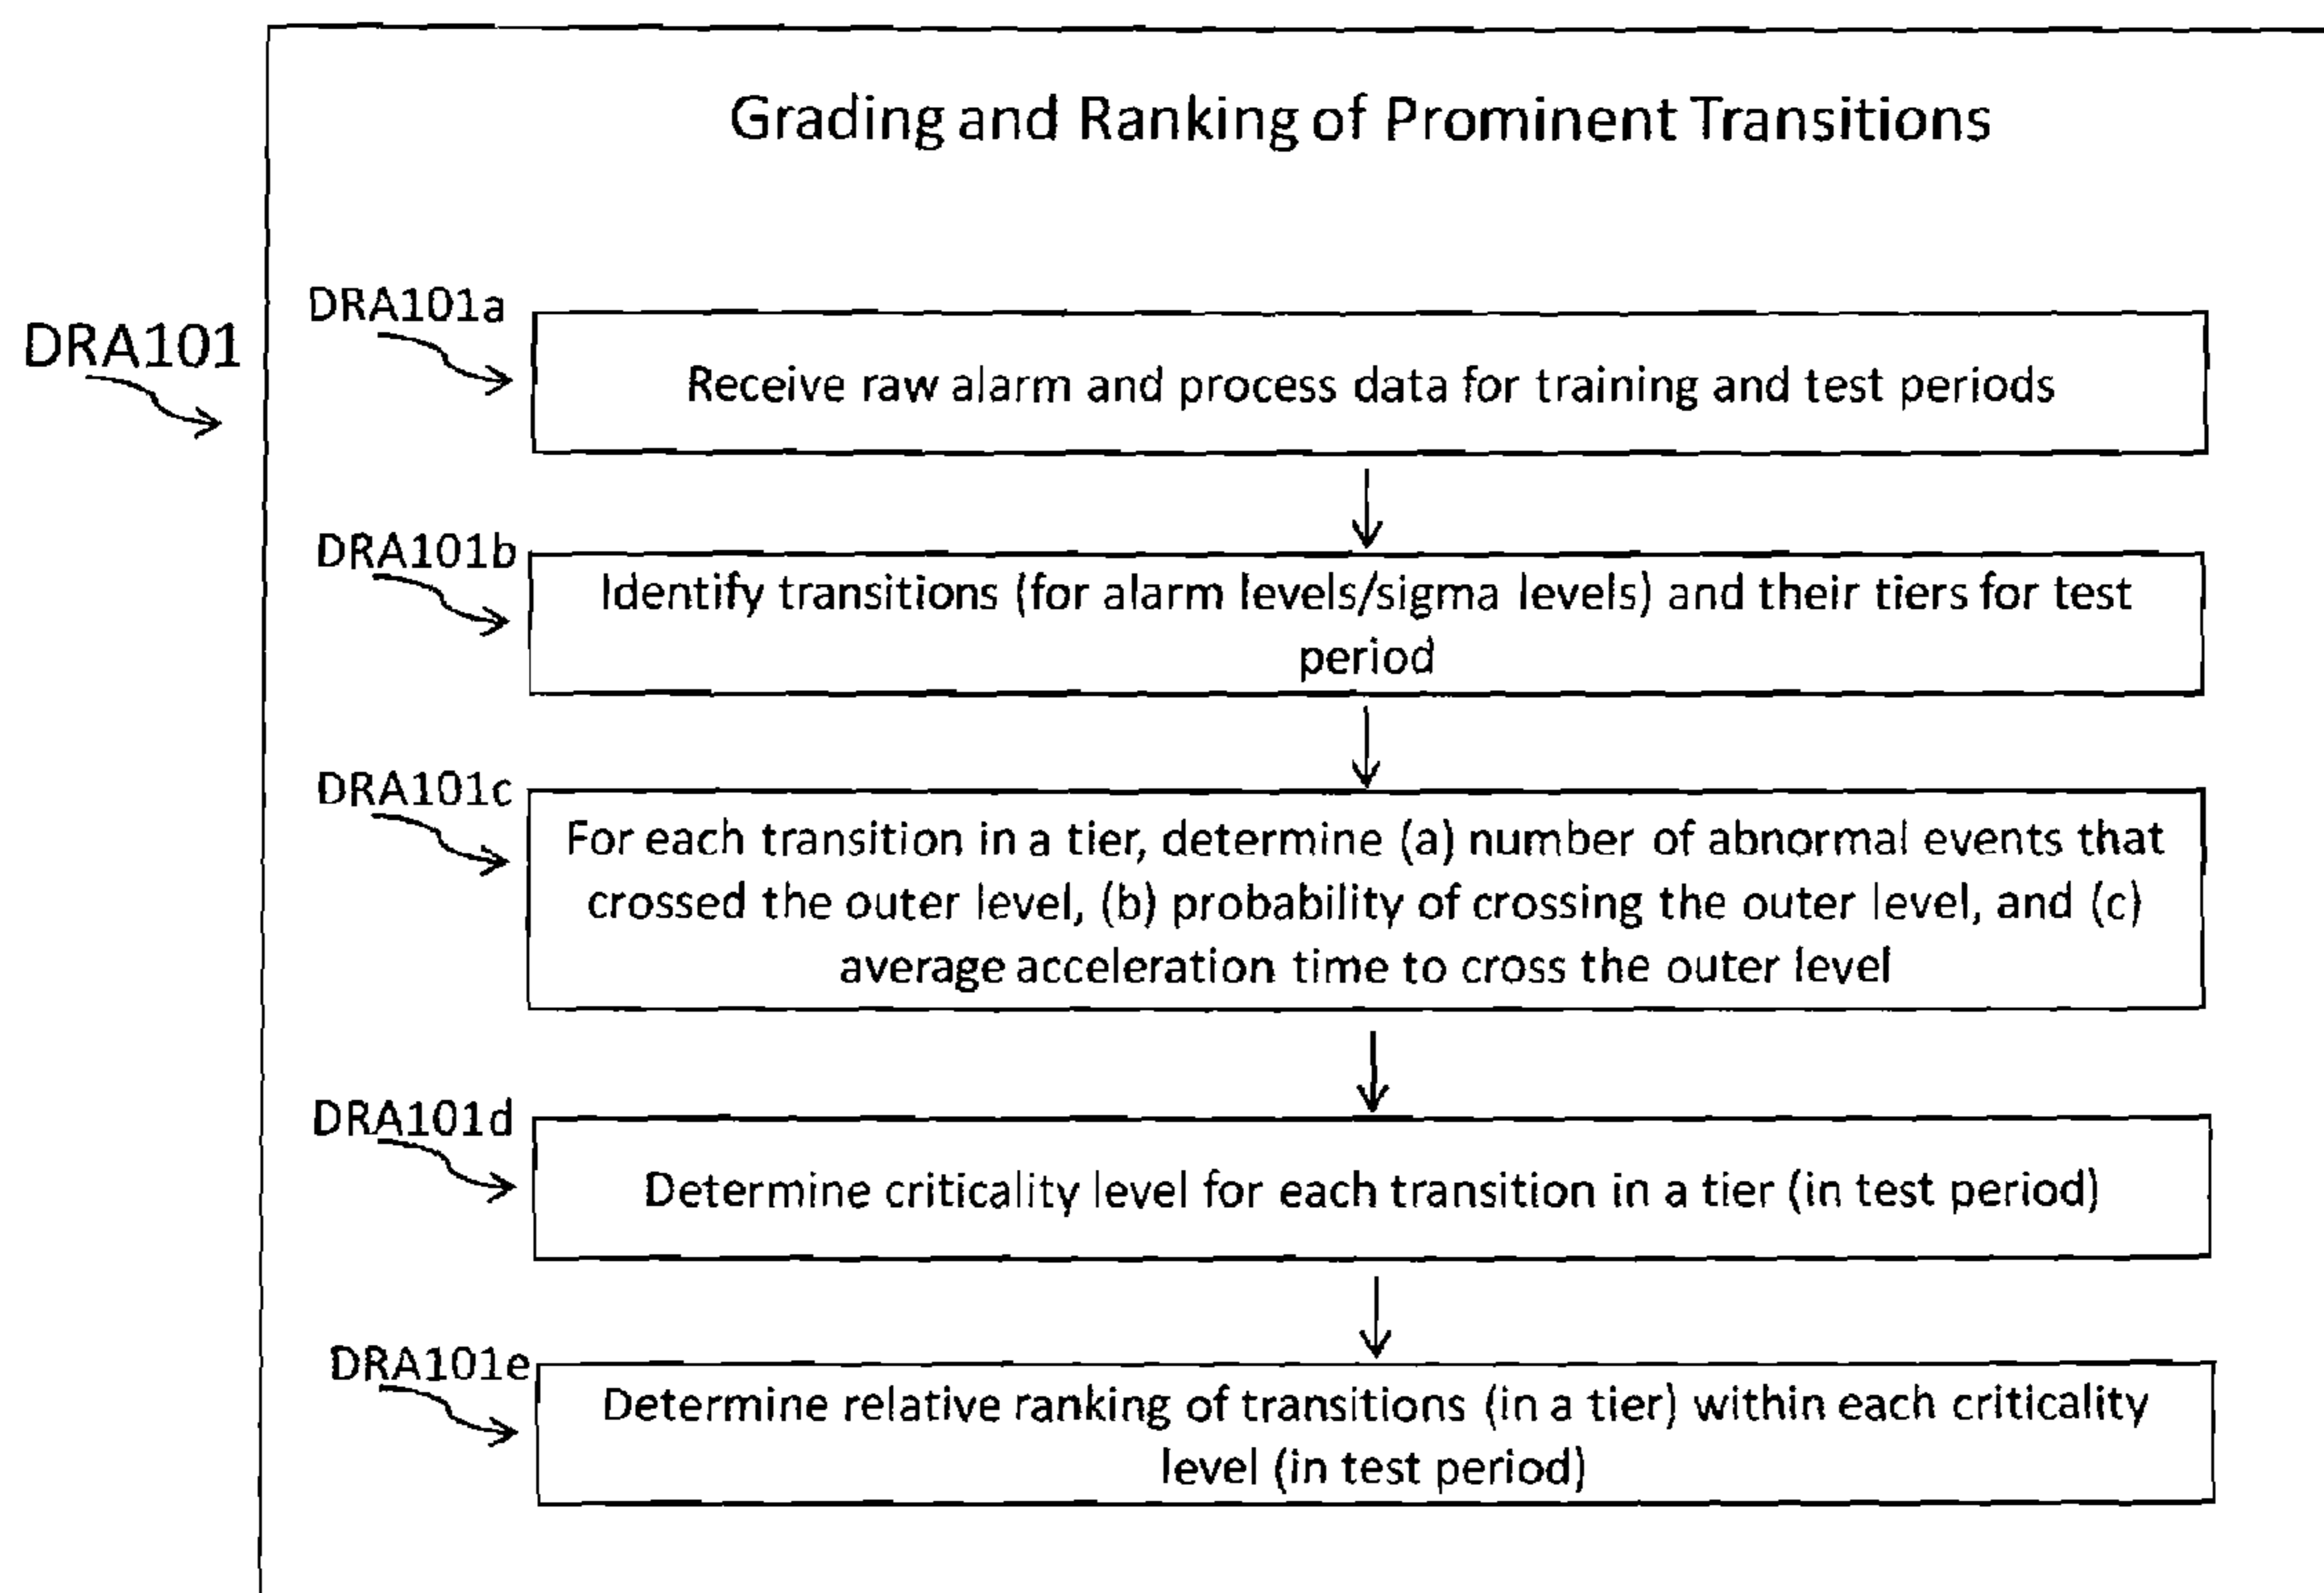 Grading and Ranking of Prominent Transitions
DRA101
DRA101a
Receive raw alarm and process data for training and test periods
DRA101b
Identify transitions (for alarm levels/sigma levels) and their tiers for test
period
DRA101c
For each transition in a tier, determine (a) number of abnormal events that
crossed the outer level, (b) probability of crossing the outer level, and (c)
average acceleration time to cross the outer level
DRA101d
Determine criticality level for each transition in a tier (in test period)
DRA101e
Determine relative ranking of transitions (in a tier) within each criticality
level (in test period)